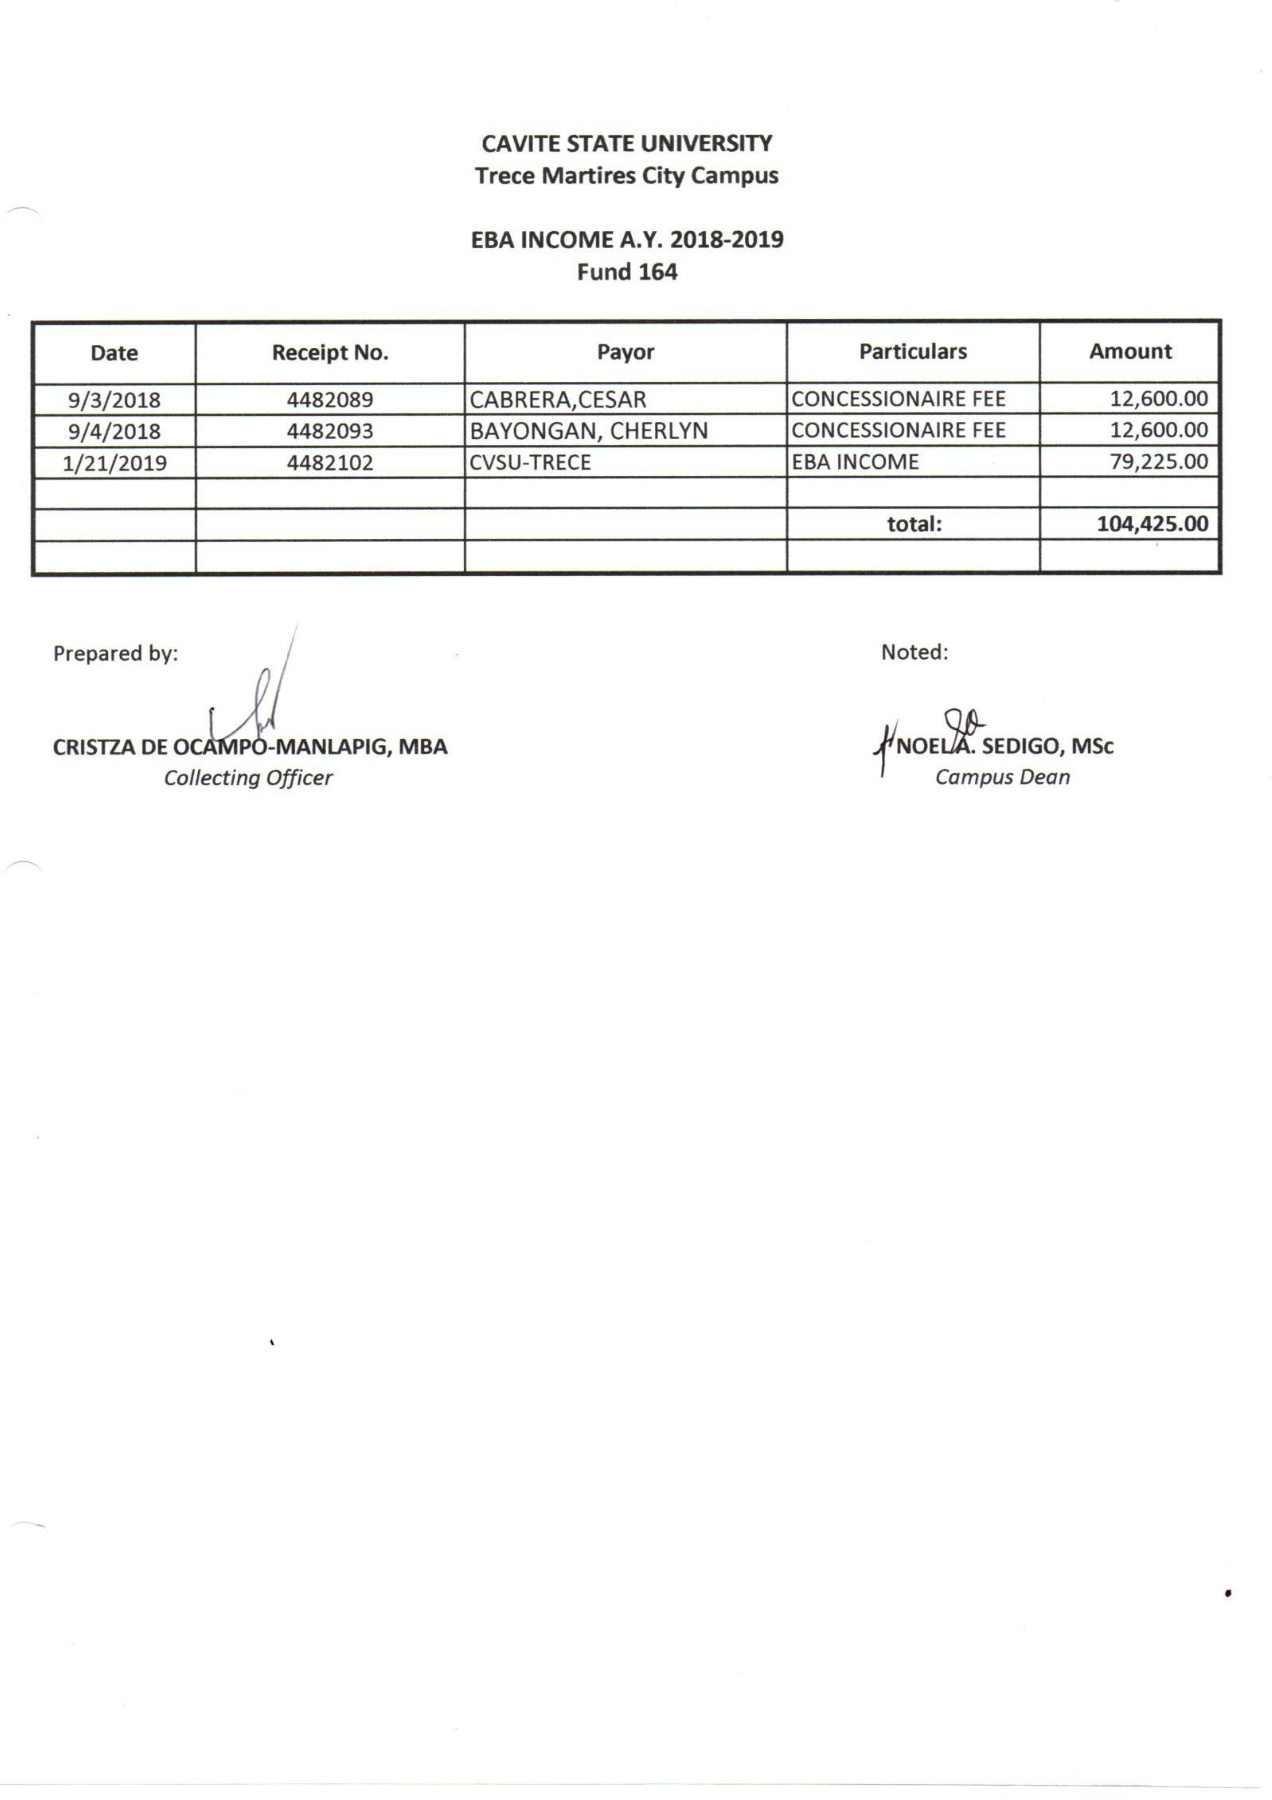 CAVITE STATE UNIVERSITY
Trece Martires City Campus
EBA INCOME A.Y. 2018-2019
Fund 164
Date Receipt No. Payor Particulars Amount
9/3/2018 4482089 CABRERA,CESAR CONCESSIONAIRE FEE 12,600.00
9/4/2018 4482093 BAYONGAN, CHERLYN CONCESSIONAIRE FEE 12,600.00
1/21/2019 4482102 CVSU-TRECE EBA INCOME 79,225.00
total: 104,425.00
Prepared by: Noted:
CRISTZA DE OCAMPO-MANLAPIG, MBA NOEL A. SEDIGO, MSc
Collecting Officer Campus Dean